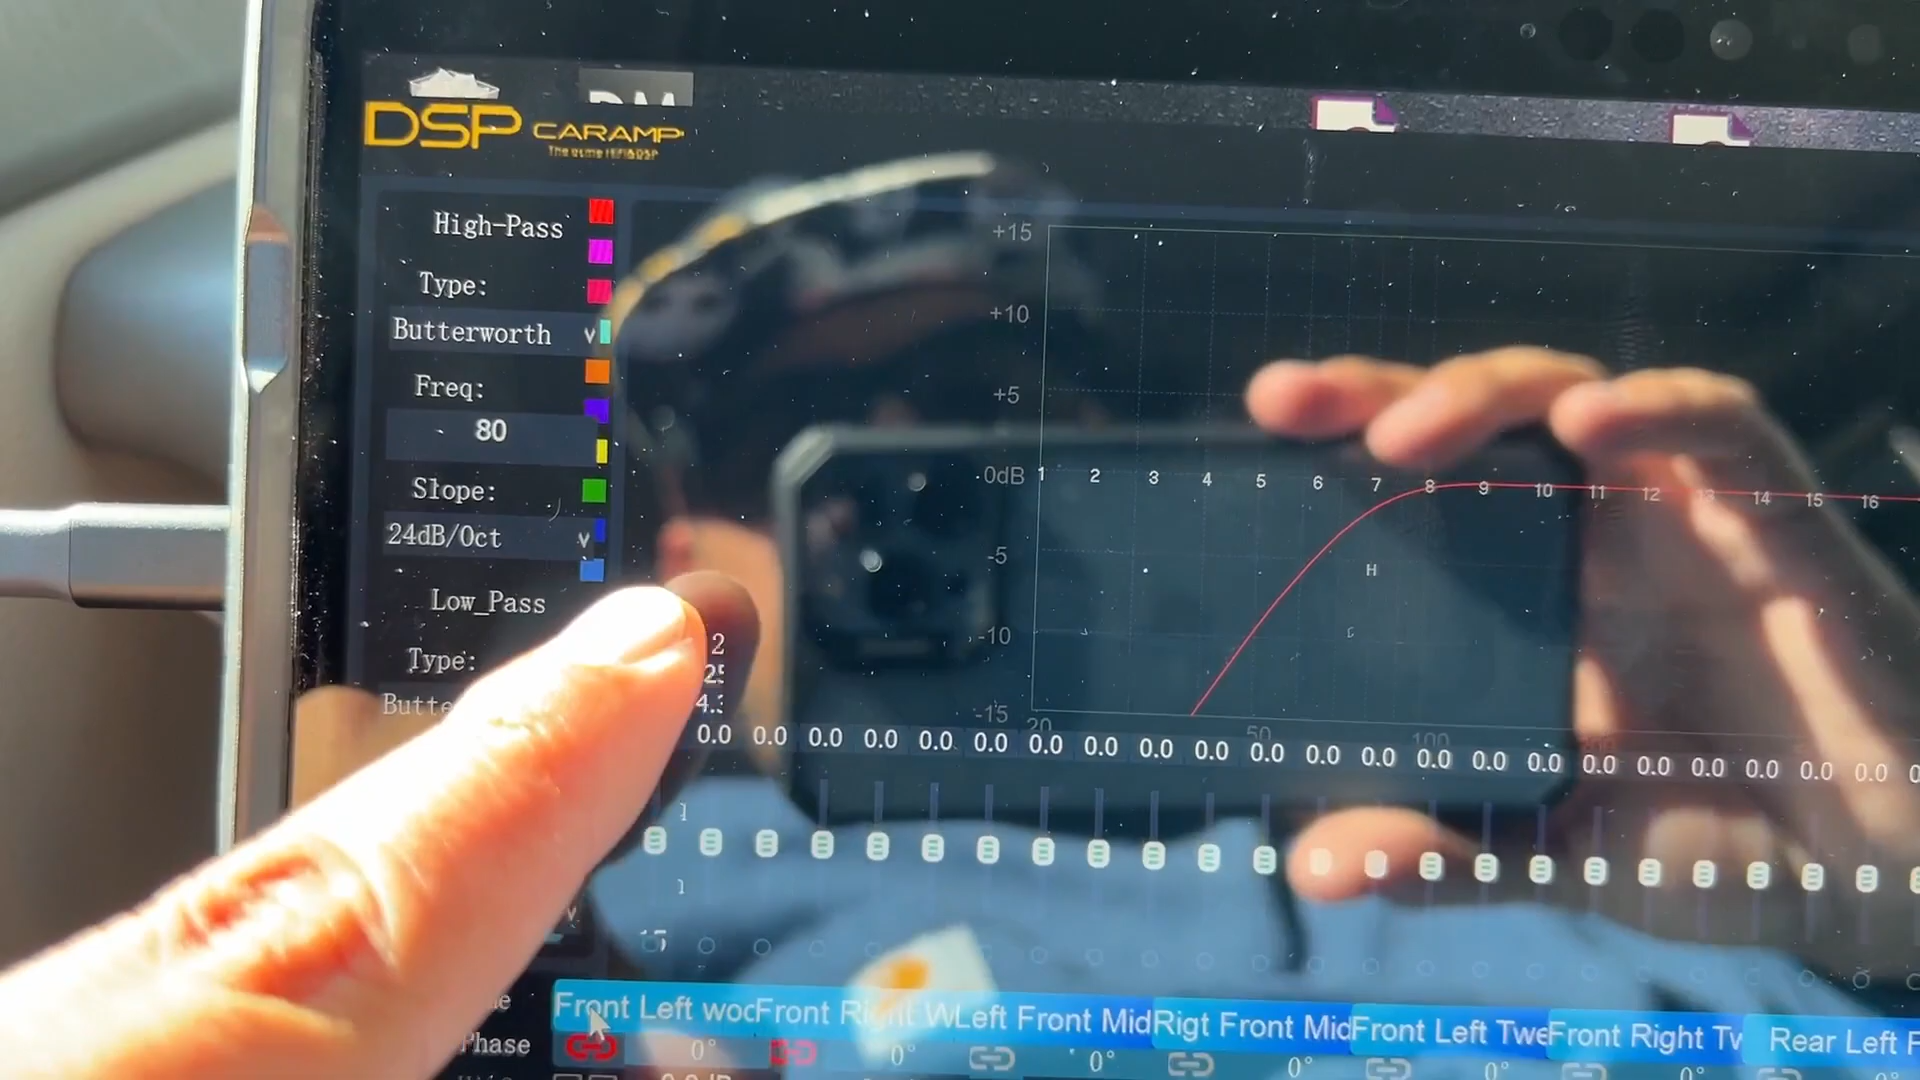 DSP CARAMP
High-Pass
Type:
Butterworth
Freq:
80
Slope:
24dB/Oct
Low_Pass
Type:
Butte
+15
+10
+5
0dB 1 2 3 4 5 6 7 8 9 10 11 12 13 14 15 16
-5
H
-10
-15
20 50 100
0.0 0.0 0.0 0.0 0.0 0.0 0.0 0.0 0.0 0.0 0.0 0.0 0.0 0.0 0.0 0.0 0.0 0.0 0.0 0.0 0.0 0.0
Front Left woo Front Right W Left Front Mid Rigt Front Mid Front Left Twe Front Right Tw Rear Left F
Phase 0° 0° 0° 0° 0° 0° 0°